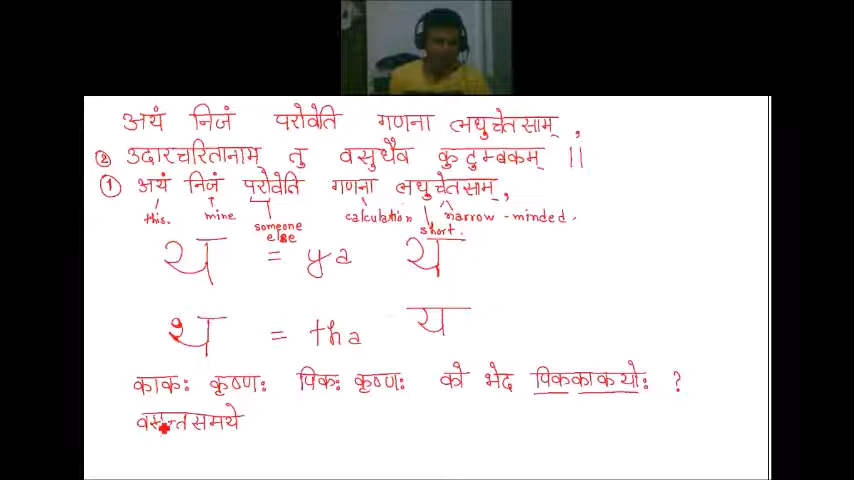 अयं निजं परोवेति गणना लघुचेतसाम्,
② उदारचरितानाम् तु वसुधैव कुटुम्बकम् ||
① अयं निजं परोवेति गणना लघुचेतसाम्,
this. mine someone else calculation short. narrow-minded.
य = ya य
थ = tha य
काकः कृष्णः पिकः कृष्णः को भेद पिककाकयोः ?
वसन्तसमये